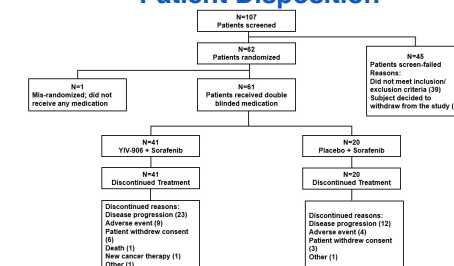 Patient Disposition
N=107
Patients screened
N=62
Patients randomized
N=45
Patients screen-failed
Reasons:
Did not meet inclusion/
exclusion criteria (39)
Subject decided to
withdraw from the study (
N=1
Mis-randomized; did not
receive any medication
N=61
Patients received double
blinded medication
N=41
YIV-906 + Sorafenib
N=20
Placebo + Sorafenib
N=41
Discontinued Treatment
N=20
Discontinued Treatment
Discontinued reasons:
Disease progression (23)
Adverse event (9)
Patient withdrew consent
(6)
Death (1)
New cancer therapy (1)
Other (1)
Discontinued reasons:
Disease progression (12)
Adverse event (4)
Patient withdrew consent
(3)
Other (1)